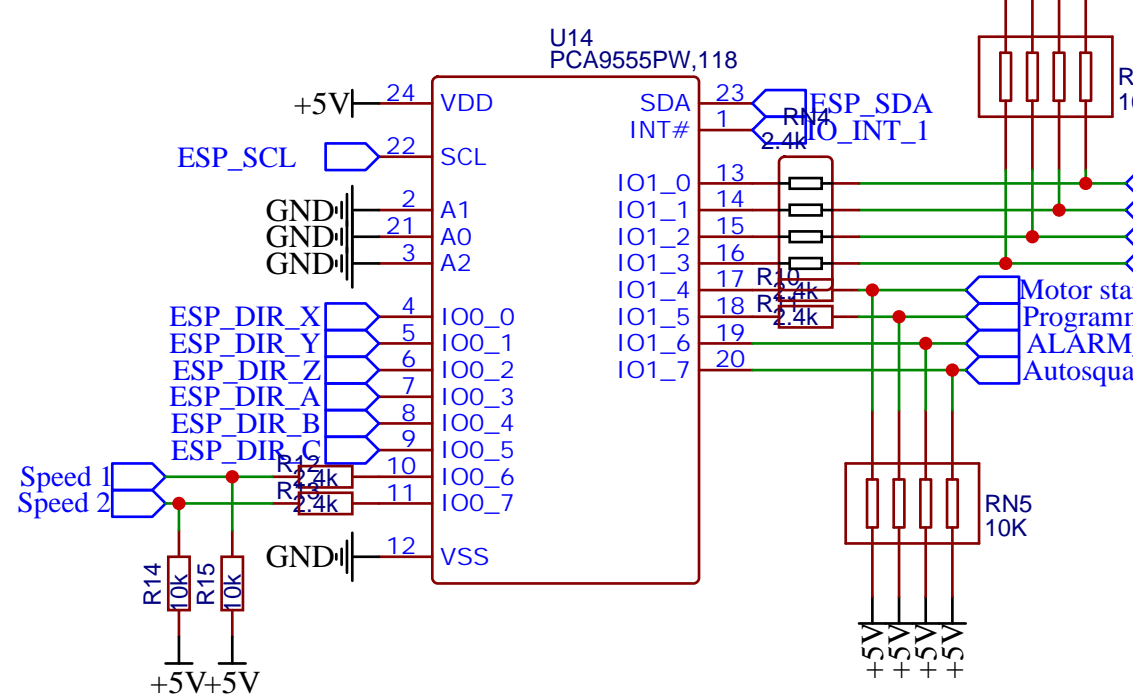 U14
PCA9555PW,118
+5V 24 VDD
SDA 23 ESP_SDA
INT# 1 IO_INT_1
RN4
2.4k
ESP_SCL 22 SCL
GND 2 A1
GND 21 A0
GND 3 A2
IO1_0 13
IO1_1 14
IO1_2 15
IO1_3 16
IO1_4 17 R10 2.4k Motor sta
IO1_5 18 2.4k Programm
IO1_6 19 ALARM_
IO1_7 20 Autosqua
ESP_DIR_X 4 IO0_0
ESP_DIR_Y 5 IO0_1
ESP_DIR_Z 6 IO0_2
ESP_DIR_A 7 IO0_3
ESP_DIR_B 8 IO0_4
ESP_DIR_C 9 IO0_5
Speed 1 R12 2.4k 10 IO0_6
Speed 2 R13 2.4k 11 IO0_7
GND 12 VSS
R14 10k R15 10k
+5V +5V
RN5
10K
+5V +5V +5V +5V